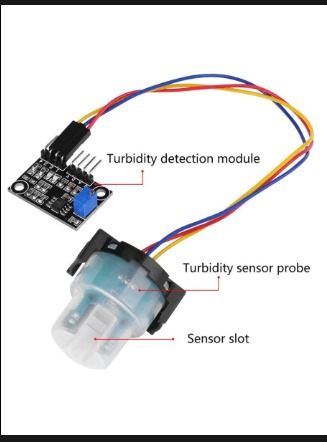 Turbidity detection module
Turbidity sensor probe
Sensor slot